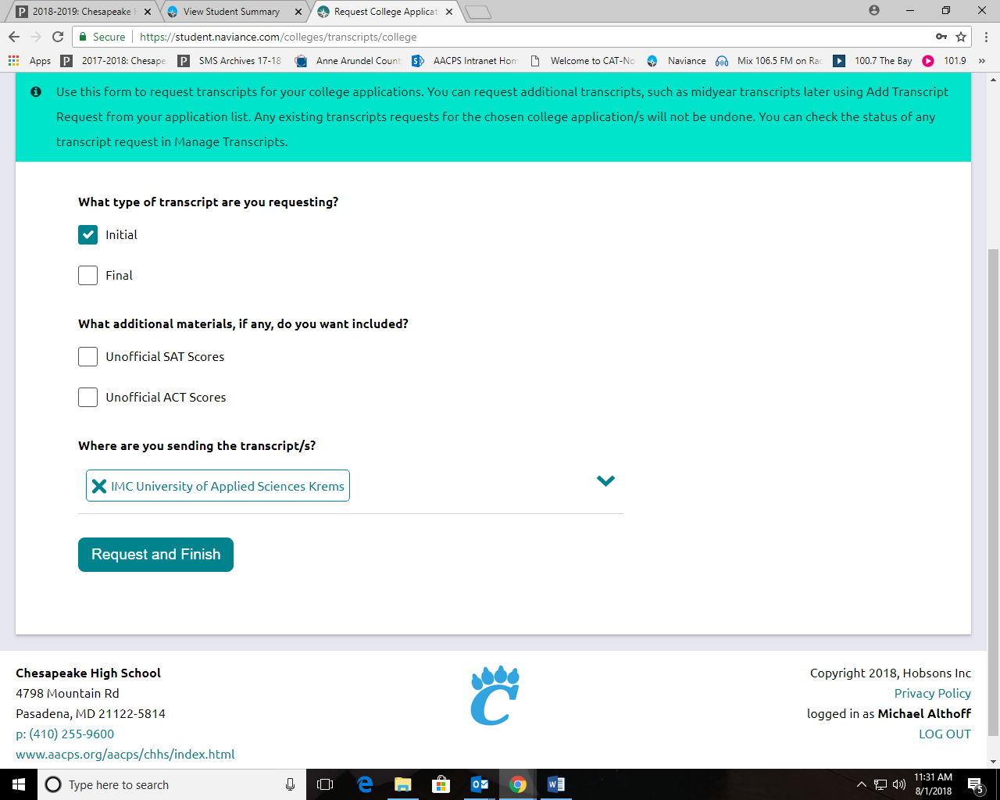 2018-2019: Chesapeake
View Student Summary
Request College Applicat
Secure
https://student.naviance.com/colleges/transcripts/college
Apps
2017-2018: Chesape
SMS Archives 17-18
Anne Arundel Count
AACPS Intranet Hom
Welcome to CAT-No
Naviance
Mix 106.5 FM on Rad
100.7 The Bay
101.9
»
Use this form to request transcripts for your college applications. You can request additional transcripts, such as midyear transcripts later using Add Transcript
Request from your application list. Any existing transcripts requests for the chosen college application/s will not be undone. You can check the status of any
transcript request in Manage Transcripts.
What type of transcript are you requesting?
Initial
Final
What additional materials, if any, do you want included?
Unofficial SAT Scores
Unofficial ACT Scores
Where are you sending the transcript/s?
IMC University of Applied Sciences Krems
Request and Finish
Chesapeake High School
4798 Mountain Rd
Pasadena, MD 21122-5814
p: (410) 255-9600
www.aacps.org/aacps/chhs/index.html
C
Copyright 2018, Hobsons Inc
Privacy Policy
logged in as Michael Althoff
LOG OUT
Type here to search
11:31 AM
8/1/2018
5